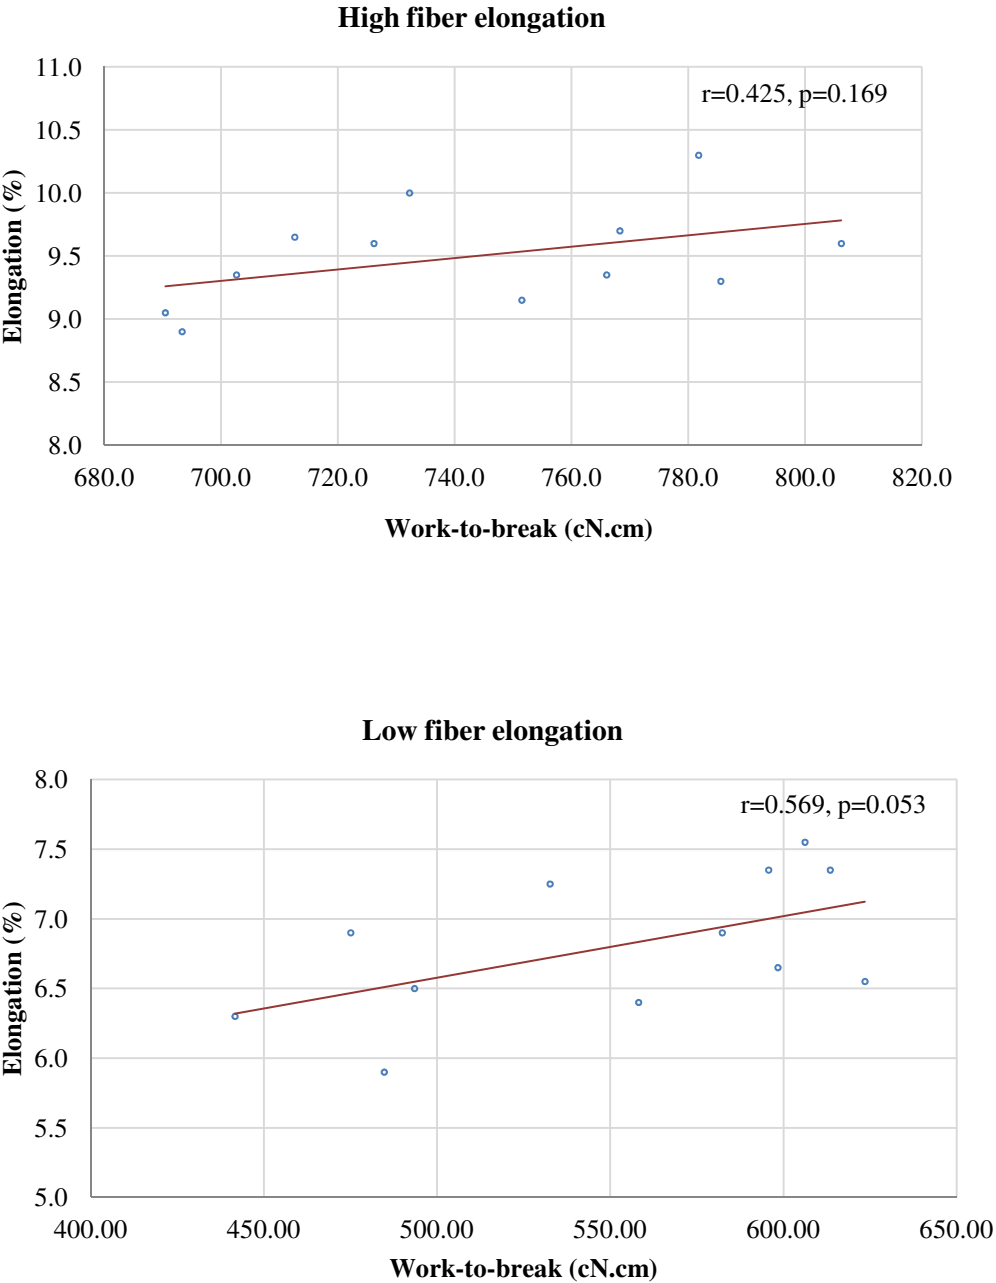 High fiber elongation
11.0
r=0.425, p=0.169
10.5
10.0
9.5
9.0
8.5
8.0
Elongation (%)
680.0 700.0 720.0 740.0 760.0 780.0 800.0 820.0
Work-to-break (cN.cm)
Low fiber elongation
8.0
r=0.569, p=0.053
7.5
7.0
6.5
6.0
5.5
5.0
Elongation (%)
400.00 450.00 500.00 550.00 600.00 650.00
Work-to-break (cN.cm)